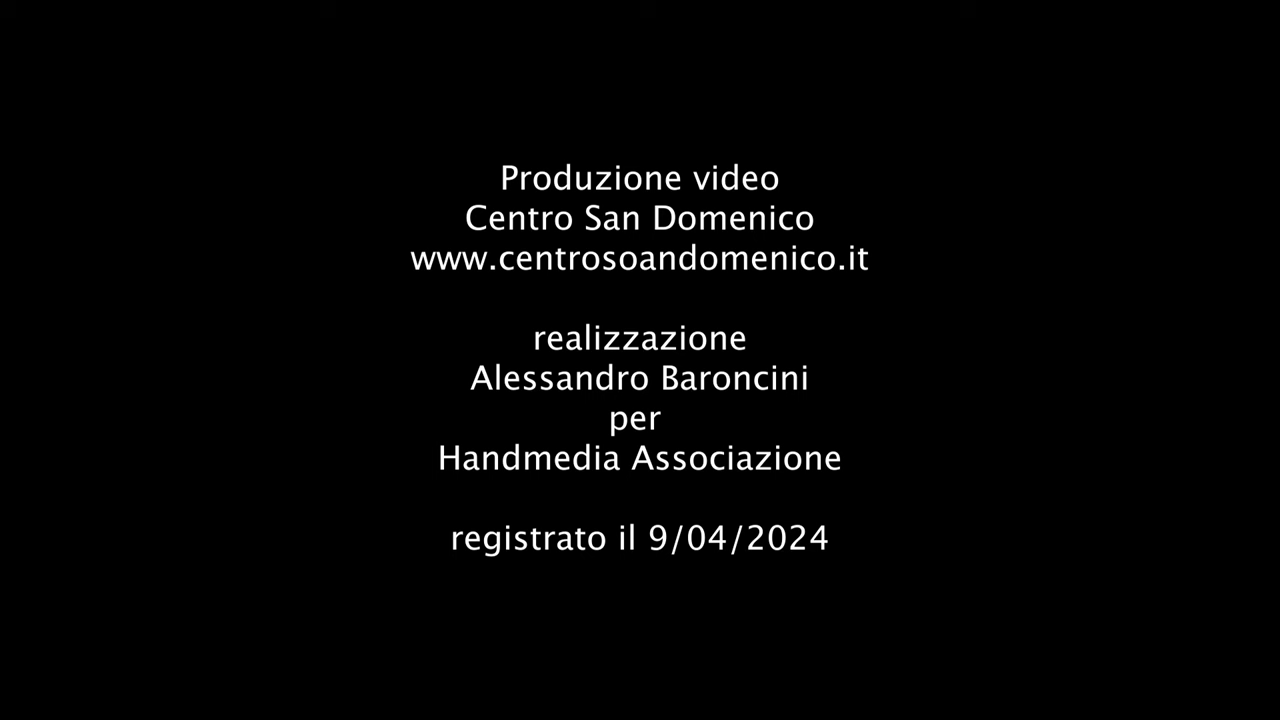 Produzione video
Centro San Domenico
www.centrosoandomenico.it
realizzazione
Alessandro Baroncini
per
Handmedia Associazione
registrato il 9/04/2024